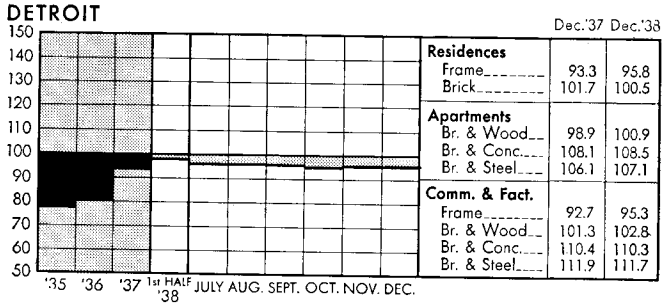 DETROIT
150
140
130
120
110
100
90
80
70
60
50
'35 '36 '37 1st HALF '38 JULY AUG. SEPT. OCT. NOV. DEC.
Dec.'37 Dec.'38
Residences
Frame 93.3 95.8
Brick 101.7 100.5
Apartments
Br. & Wood 98.9 100.9
Br. & Conc. 108.1 108.5
Br. & Steel 106.1 107.1
Comm. & Fact.
Frame 92.7 95.3
Br. & Wood 101.3 102.8
Br. & Conc. 110.4 110.3
Br. & Steel 111.9 111.7